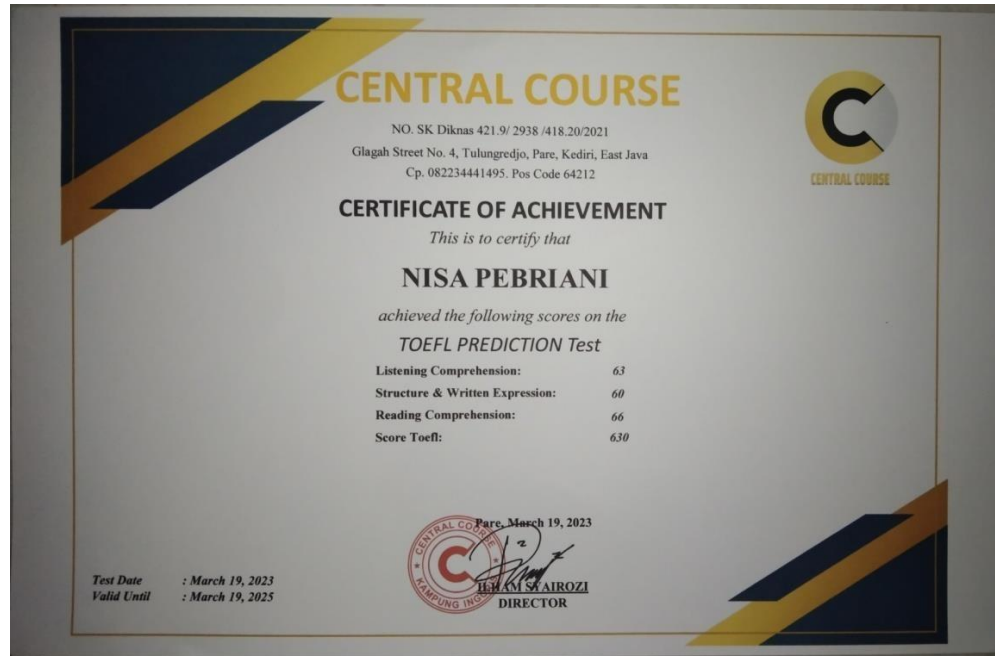 CENTRAL COURSE
NO. SK Diknas 421.9/ 2938 /418.20/2021
Glagah Street No. 4, Tulungredjo, Pare, Kediri, East Java
Cp. 082234441495. Pos Code 64212
CENTRAL COURSE
CERTIFICATE OF ACHIEVEMENT
This is to certify that
NISA PEBRIANI
achieved the following scores on the
TOEFL PREDICTION Test
Listening Comprehension: 63
Structure & Written Expression: 60
Reading Comprehension: 66
Score Toefl: 630
Pare, March 19, 2023
CENTRAL COURSE
KAMPUNG
ILHAM SYAIROZI
DIRECTOR
Test Date : March 19, 2023
Valid Until : March 19, 2025